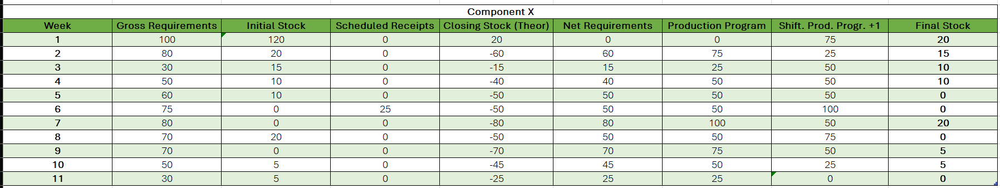 Component X
Week Gross Requirements Initial Stock Scheduled Receipts Closing Stock (Theor) Net Requirements Production Program Shift. Prod. Progr. +1 Final Stock
1 100 120 0 20 0 0 75 20
2 80 20 0 -60 60 75 25 15
3 30 15 0 -15 15 25 50 10
4 50 10 0 -40 40 50 50 10
5 60 10 0 -50 50 50 50 0
6 75 0 25 -50 50 50 100 0
7 80 0 0 -80 80 100 50 20
8 70 20 0 -50 50 50 75 0
9 70 0 0 -70 70 75 50 5
10 50 5 0 -45 45 50 25 5
11 30 5 0 -25 25 25 0 0